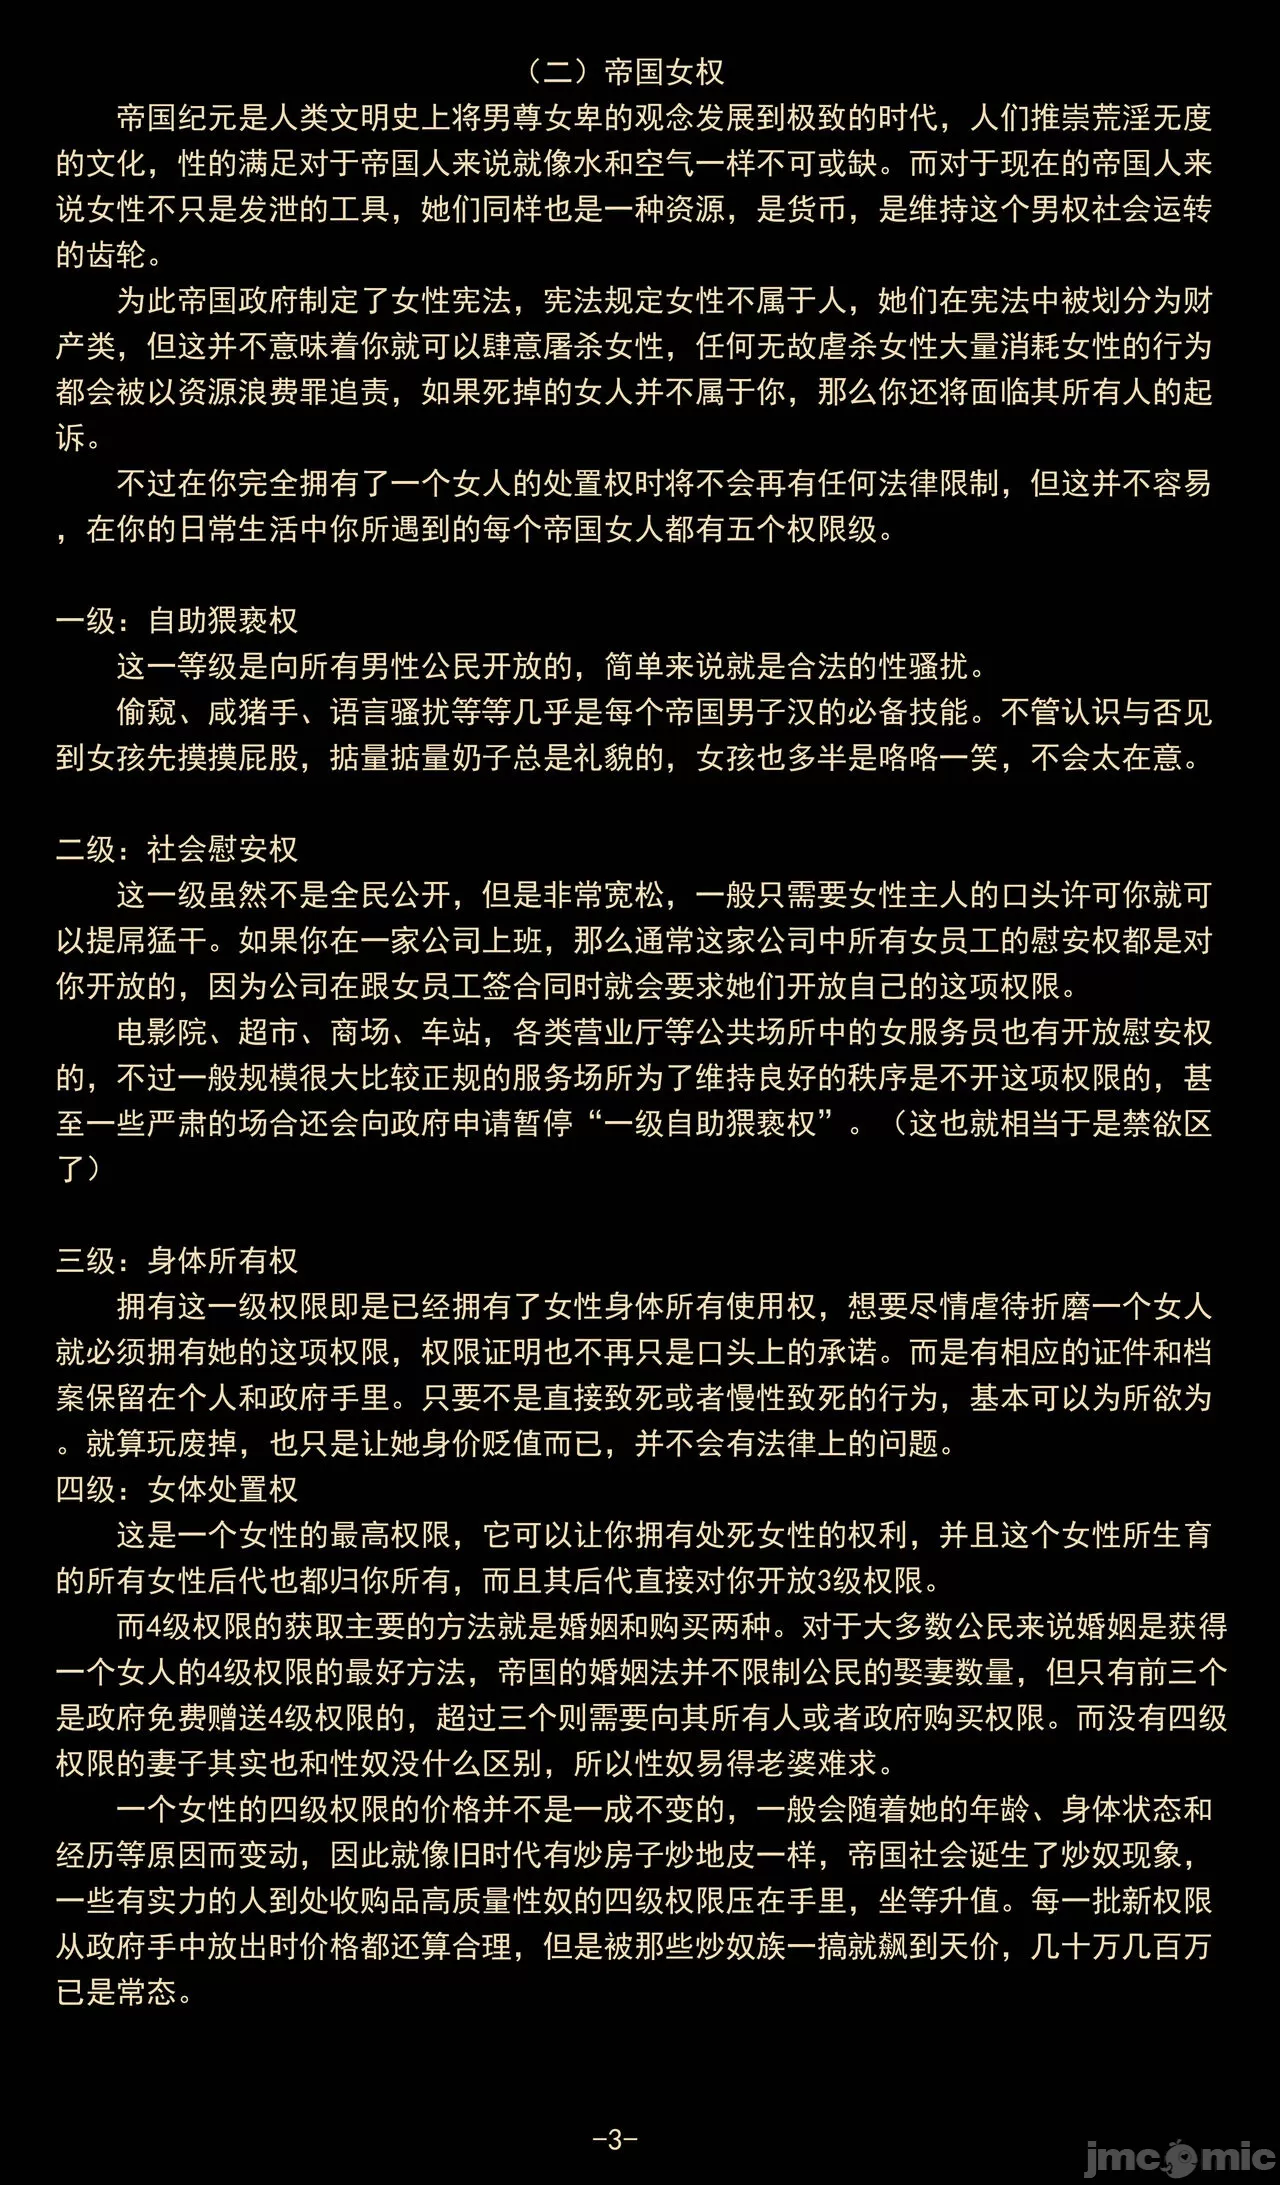 （二）帝国女权
帝国纪元是人类文明史上将男尊女卑的观念发展到极致的时代，人们推崇荒淫无度
的文化，性的满足对于帝国人来说就像水和空气一样不可或缺。而对于现在的帝国人来
说女性不只是发泄的工具，她们同样也是一种资源，是货币，是维持这个男权社会运转
的齿轮。
为此帝国政府制定了女性宪法，宪法规定女性不属于人，她们在宪法中被划分为财
产类，但这并不意味着你就可以肆意屠杀女性，任何无故虐杀女性大量消耗女性的行为
都会被以资源浪费罪追责，如果死掉的女人并不属于你，那么你还将面临其所有人的起
诉。
不过在你完全拥有了一个女人的处置权时将不会再有任何法律限制，但这并不容易
，在你的日常生活中你所遇到的每个帝国女人都有五个权限级。
一级：自助猥亵权
这一等级是向所有男性公民开放的，简单来说就是合法的性骚扰。
偷窥、咸猪手、语言骚扰等等几乎是每个帝国男子汉的必备技能。不管认识与否见
到女孩先摸摸屁股，掂量掂量奶子总是礼貌的，女孩也多半是咯咯一笑，不会太在意。
二级：社会慰安权
这一级虽然不是全民公开，但是非常宽松，一般只需要女性主人的口头许可你就可
以提屌猛干。如果你在一家公司上班，那么通常这家公司中所有女员工的慰安权都是对
你开放的，因为公司在跟女员工签合同时就会要求她们开放自己的这项权限。
电影院、超市、商场、车站，各类营业厅等公共场所中的女服务员也有开放慰安权
的，不过一般规模很大比较正规的服务场所为了维持良好的秩序是不开这项权限的，甚
至一些严肃的场合还会向政府申请暂停“一级自助猥亵权”。（这也就相当于是禁欲区
了）
三级：身体所有权
拥有这一级权限即是已经拥有了女性身体所有使用权，想要尽情虐待折磨一个女人
就必须拥有她的这项权限，权限证明也不再只是口头上的承诺。而是有相应的证件和档
案保留在个人和政府手里。只要不是直接致死或者慢性致死的行为，基本可以为所欲为
。就算玩废掉，也只是让她身价贬值而已，并不会有法律上的问题。
四级：女体处置权
这是一个女性的最高权限，它可以让你拥有处死女性的权利，并且这个女性所生育
的所有女性后代也都归你所有，而且其后代直接对你开放3级权限。
而4级权限的获取主要的方法就是婚姻和购买两种。对于大多数公民来说婚姻是获得
一个女人的4级权限的最好方法，帝国的婚姻法并不限制公民的娶妻数量，但只有前三个
是政府免费赠送4级权限的，超过三个则需要向其所有人或者政府购买权限。而没有四级
权限的妻子其实也和性奴没什么区别，所以性奴易得老婆难求。
一个女性的四级权限的价格并不是一成不变的，一般会随着她的年龄、身体状态和
经历等原因而变动，因此就像旧时代有炒房子炒地皮一样，帝国社会诞生了炒奴现象，
一些有实力的人到处收购品高质量性奴的四级权限压在手里，坐等升值。每一批新权限
从政府手中放出时价格都还算合理，但是被那些炒奴族一搞就飙到天价，几十万几百万
已是常态。
-3-
jmcomic